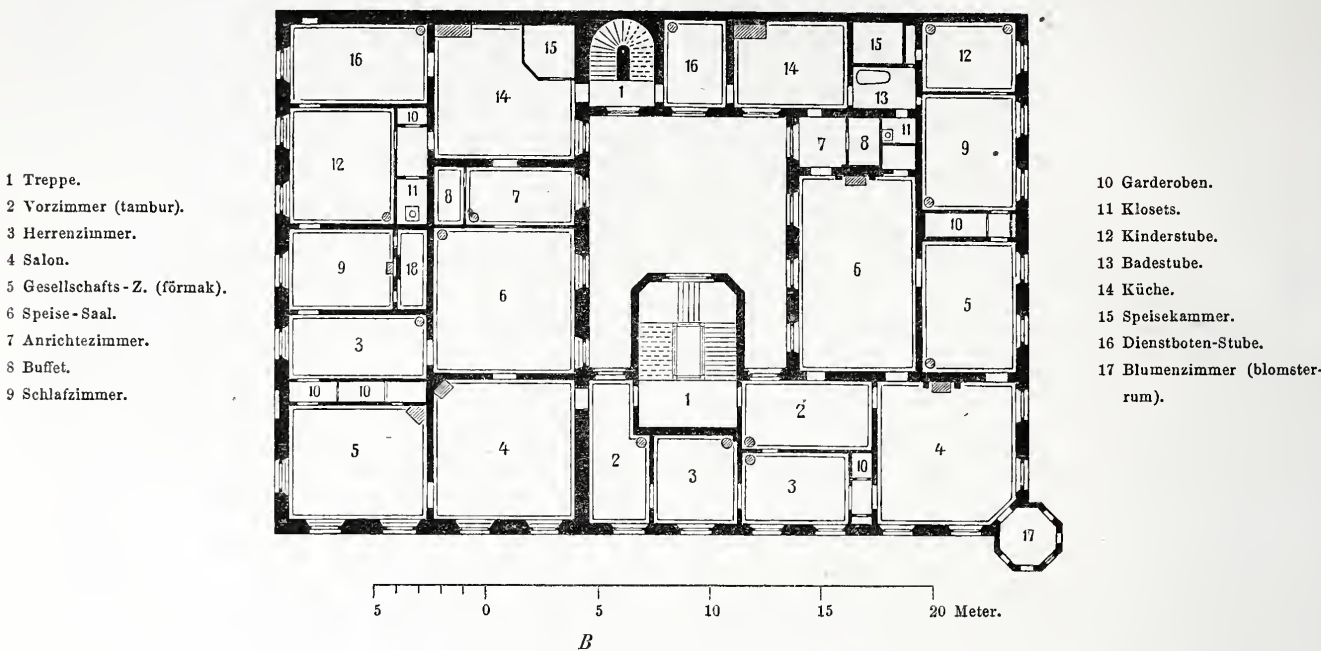 1 Treppe.
2 Vorzimmer (tambur).
3 Herrenzimmer.
4 Salon.
5 Gesellschafts-Z. (förmak).
6 Speise-Saal.
7 Anrichtezimmer.
8 Buffet.
9 Schlafzimmer.
16
14
15
1
16
14
15
12
13
12
10
11
7
8
11
9
8
7
9
18
6
6
10
5
3
10 10
5
4
2
1
3
2
3
10
4
17
10 Garderoben.
11 Klosets.
12 Kinderstube.
13 Badestube.
14 Küche.
15 Speisekammer.
16 Dienstboten-Stube.
17 Blumenzimmer (blomster-
rum).
5 0 5 10 15 20 Meter.
B